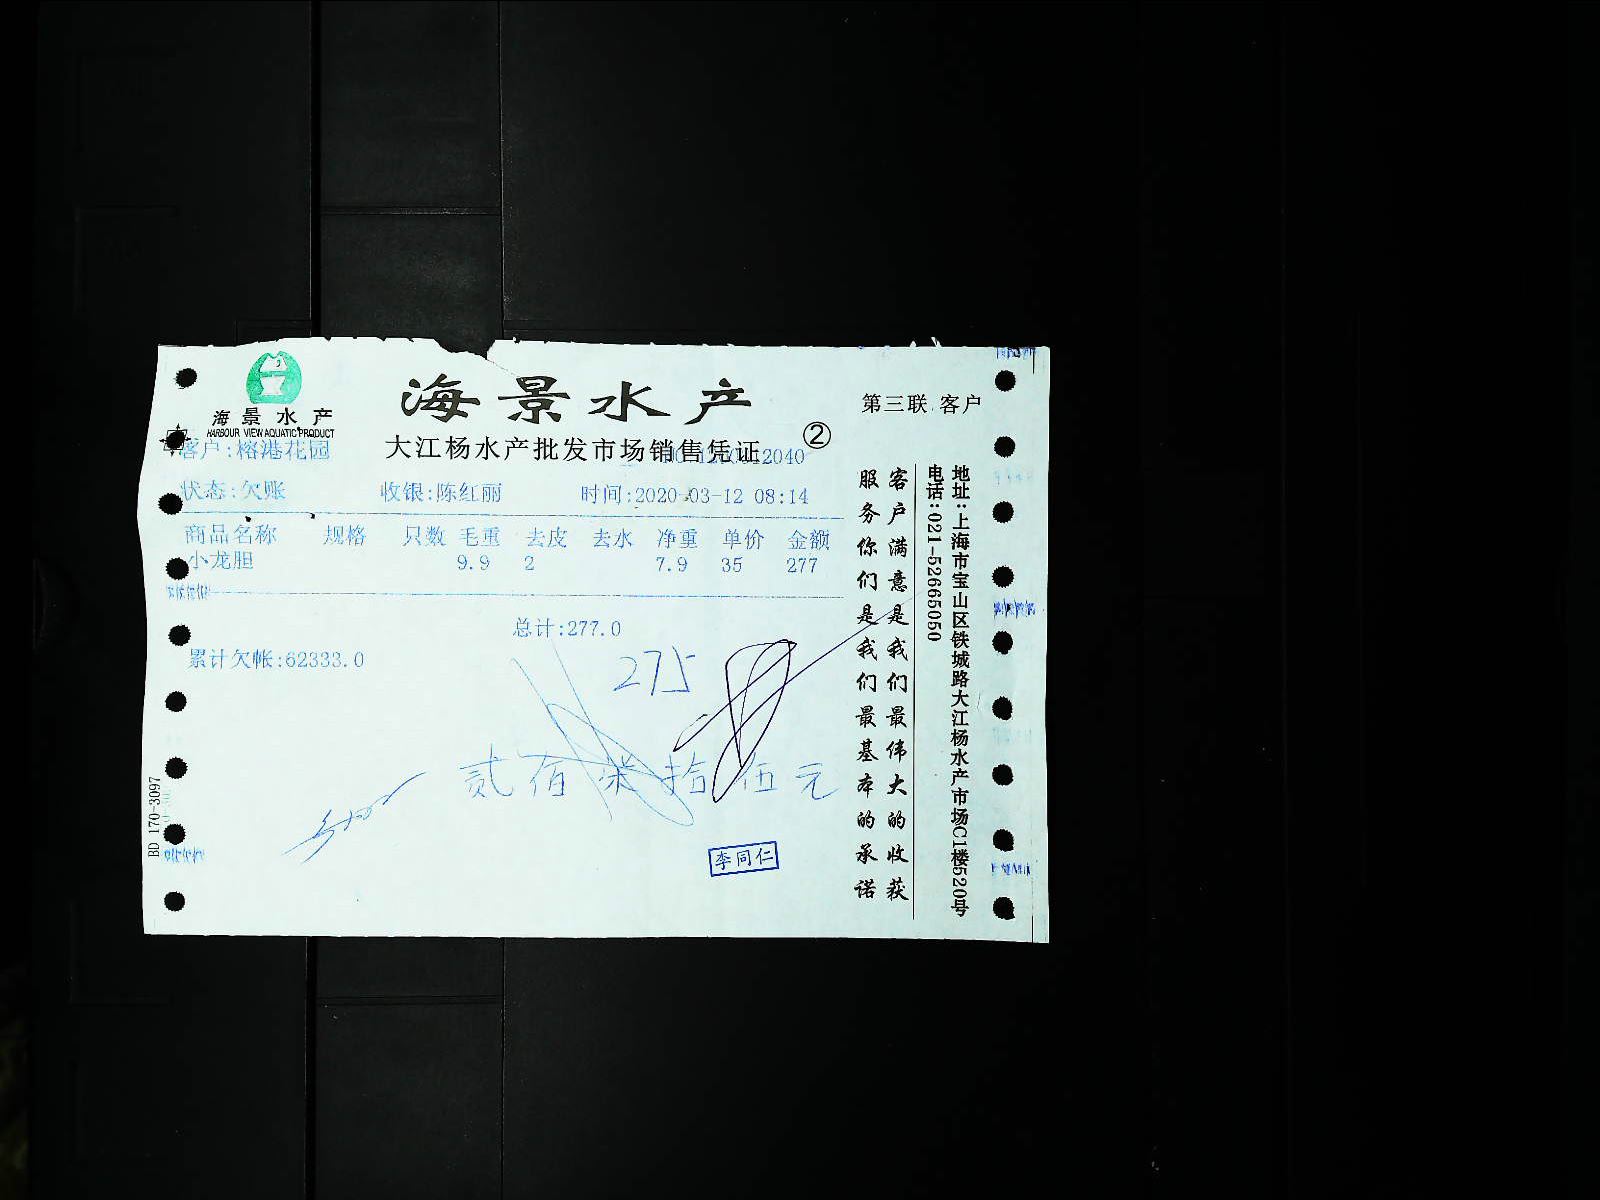 海景水产
HARBOUR VIEW AQUATIC PRODUCT
海景水产
第三联 客户
大江杨水产批发市场销售凭证 ②
客户:榕港花园
状态:欠账 收银:陈红丽 时间:2020-03-12 08:14
商品名称 规格 只数 毛重 去皮 去水 净重 单价 金额
小龙胆 9.9 2 7.9 35 277
总计:277.0
累计欠帐:62333.0
275
贰佰柒拾伍元
李同仁
BD 170-3097
客户满意是我们最伟大的收获
服务你们是我们最基本的承诺
地址:上海市宝山区铁城路大江杨水产市场C1楼520号
电话:021-52665050